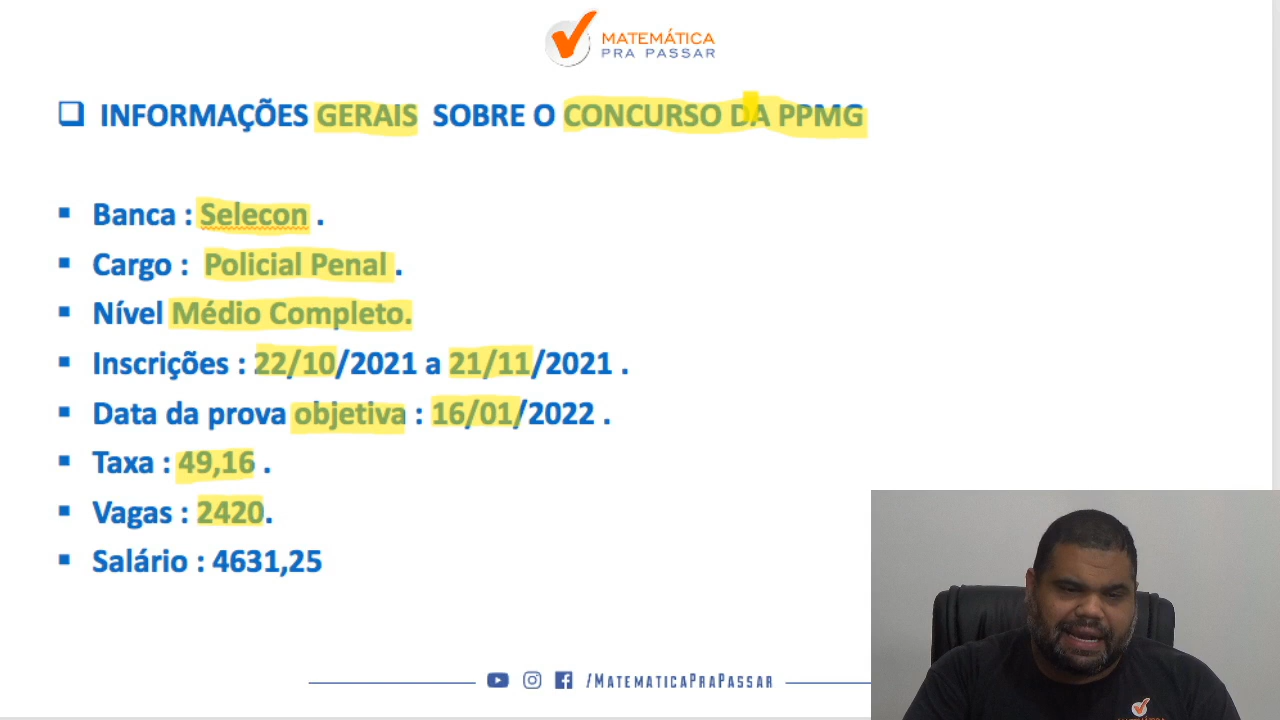 MATEMÁTICA
PRA PASSAR
INFORMAÇÕES GERAIS SOBRE O CONCURSO DA PPMG
Banca : Selecon .
Cargo : Policial Penal .
Nível Médio Completo.
Inscrições : 22/10/2021 a 21/11/2021 .
Data da prova objetiva : 16/01/2022 .
Taxa : 49,16 .
Vagas : 2420.
Salário : 4631,25
/MATEMATICAPRAPASSAR
MATEMÁTICA